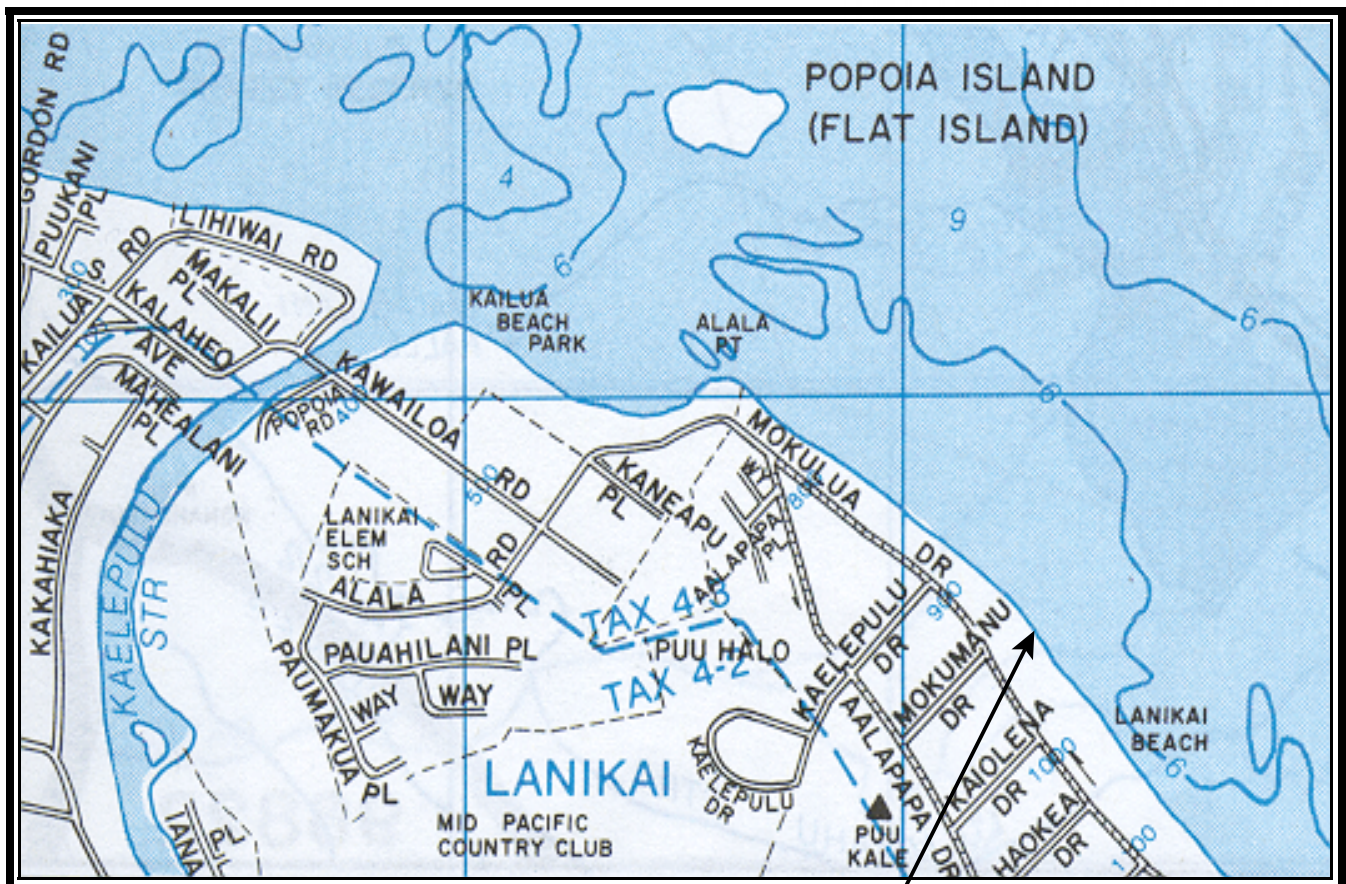 POPOIA ISLAND
(FLAT ISLAND)
GORDON RD
PUUKANI
PL
LIHIWAI RD
4
9
6
6
6
6
S. KALAHEO
AVE
KAILUA RD
300
100
MAKALII
PL
MAHEALANI
PL
KAILUA
BEACH
PARK
ALALA
PT
KAWAILOA
RD
POPOIA
RD
400
500
MOKULUA
DR
WY
800
KANEAPU
PL
AALAPAPA
PL
KAKAHIAKA
KAELEPULU
STR
LANIKAI
ELEM
SCH
ALALA
RD
PL
TAX 4-3
TAX 4-2
PUU HALO
PAUAHILANI PL
WAY
WAY
PAUMAKUA
PL
KAELEPULU
DR
900
MOKUMANU
DR
KAELEPULU
DR
AALAPAPA
DR
KAIOLENA
DR
1000
HAOKEA
DR
1100
LANIKAI
BEACH
LANIKAI
MID PACIFIC
COUNTRY CLUB
PUU
KALE
IANA
PL